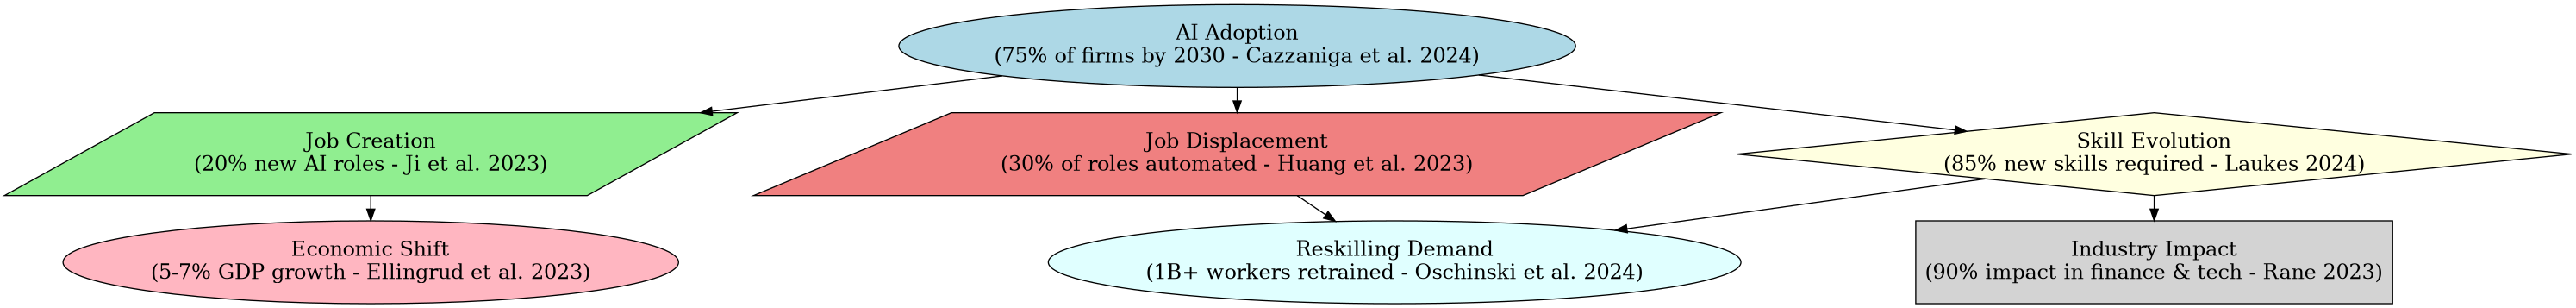 AI Adoption
(75% of firms by 2030 - Cazzaniga et al. 2024)
Job Creation
(20% new AI roles - Ji et al. 2023)
Job Displacement
(30% of roles automated - Huang et al. 2023)
Skill Evolution
(85% new skills required - Laukes 2024)
Economic Shift
(5-7% GDP growth - Ellingrud et al. 2023)
Reskilling Demand
(1B+ workers retrained - Oschinski et al. 2024)
Industry Impact
(90% impact in finance & tech - Rane 2023)